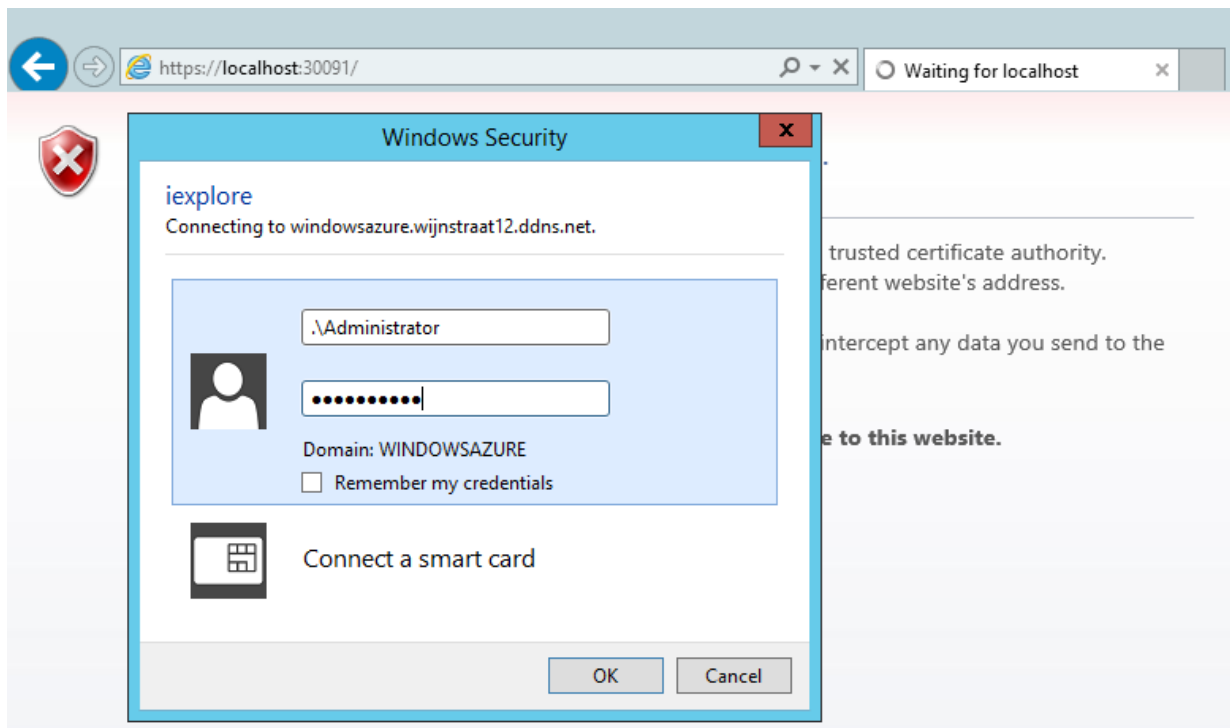 https://localhost:30091/
Waiting for localhost
Windows Security
iexplore
Connecting to windowsazure.wijnstraat12.ddns.net.
.\Administrator
Domain: WINDOWSAZURE
Remember my credentials
Connect a smart card
OK
Cancel
.
trusted certificate authority.
ferent website's address.
intercept any data you send to the
e to this website.